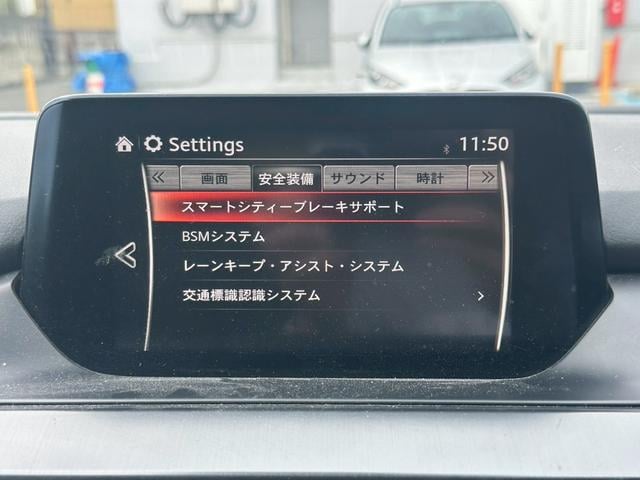 Settings 11:50
画面 安全装備 サウンド 時計
スマートシティーブレーキサポート
BSMシステム
レーンキープ・アシスト・システム
交通標識認識システム